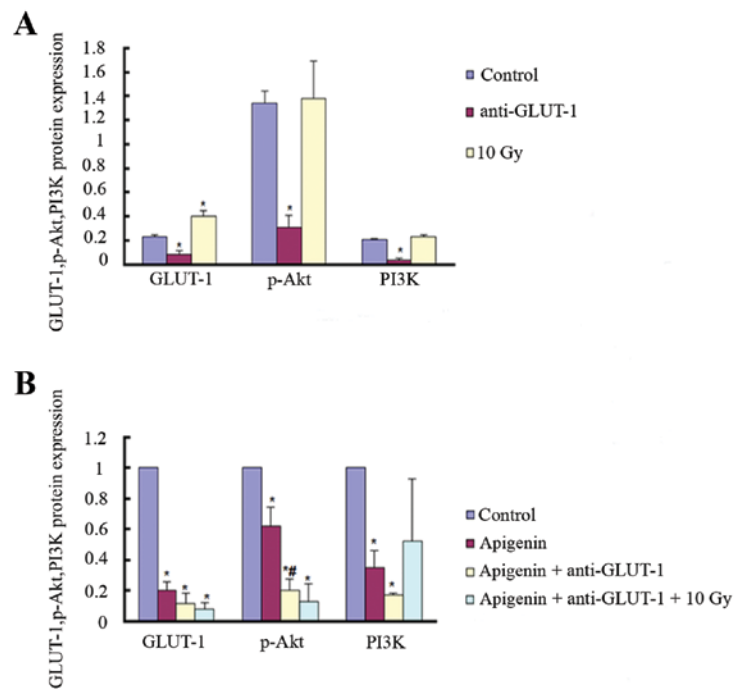 A
GLUT-1,p-Akt,PI3K protein expression
1.8
1.6
1.4
1.2
1
0.8
0.6
0.4
0.2
0
*
*
*
*
GLUT-1
p-Akt
PI3K
Control
anti-GLUT-1
10 Gy
B
GLUT-1,p-Akt,PI3K protein expression
1.2
1
0.8
0.6
0.4
0.2
0
*
*
*
*
*#
*
*
*
GLUT-1
p-Akt
PI3K
Control
Apigenin
Apigenin + anti-GLUT-1
Apigenin + anti-GLUT-1 + 10 Gy